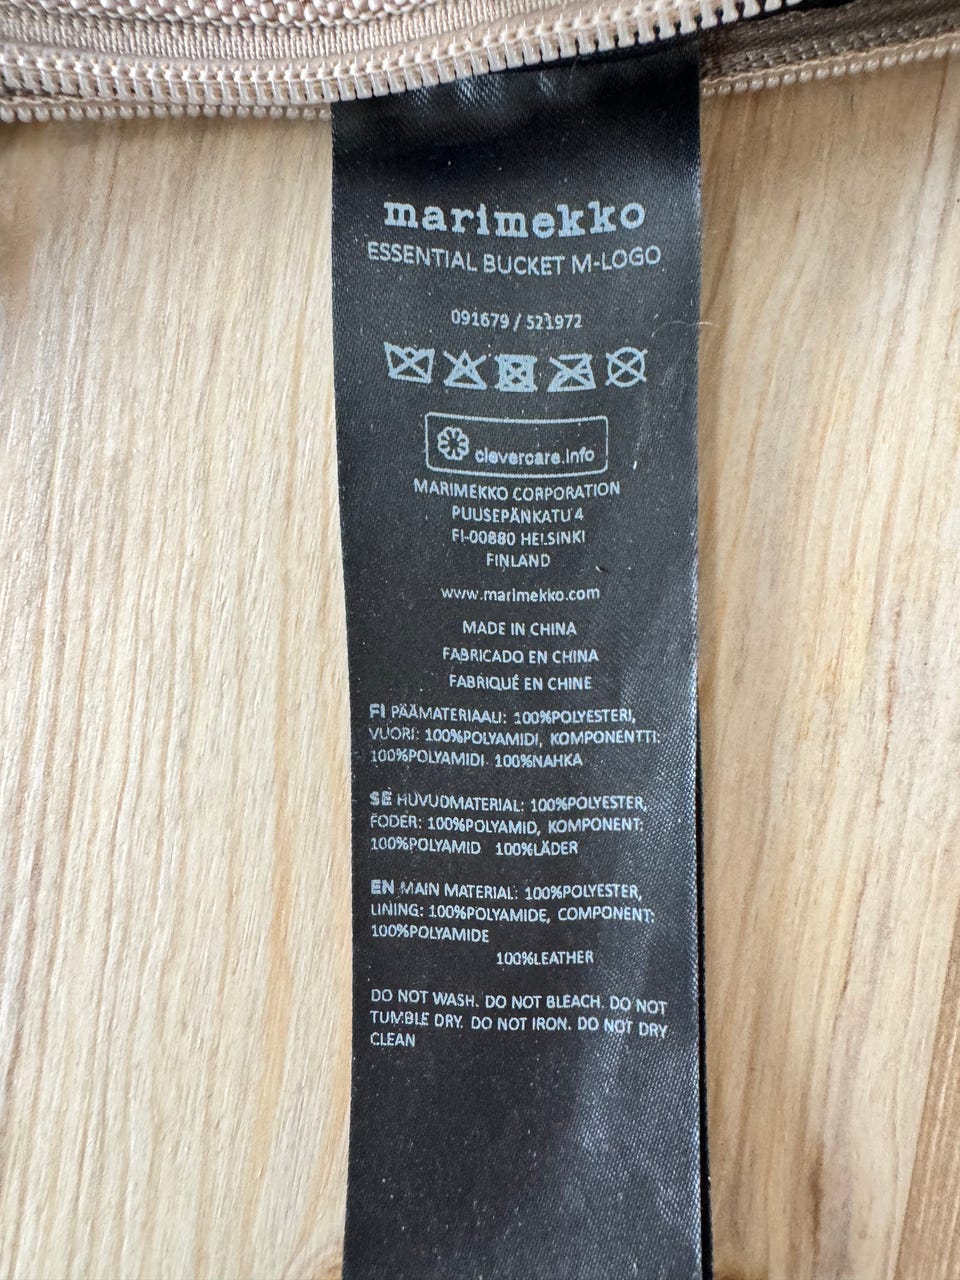 marimekko
ESSENTIAL BUCKET M-LOGO
091679 / 521972
clevercare.info
MARIMEKKO CORPORATION
PUUSEPÄNKATU 4
FI-00880 HELSINKI
FINLAND
www.marimekko.com
MADE IN CHINA
FABRICADO EN CHINA
FABRIQUÉ EN CHINE
FI PÄÄMATERIAALI: 100%POLYESTERI,
VUORI: 100%POLYAMIDI, KOMPONENTTI:
100%POLYAMIDI 100%NAHKA
SE HUVUDMATERIAL: 100%POLYESTER,
FODER: 100%POLYAMID, KOMPONENT:
100%POLYAMID 100%LÄDER
EN MAIN MATERIAL: 100%POLYESTER,
LINING: 100%POLYAMIDE, COMPONENT:
100%POLYAMIDE
100%LEATHER
DO NOT WASH. DO NOT BLEACH. DO NOT
TUMBLE DRY. DO NOT IRON. DO NOT DRY
CLEAN